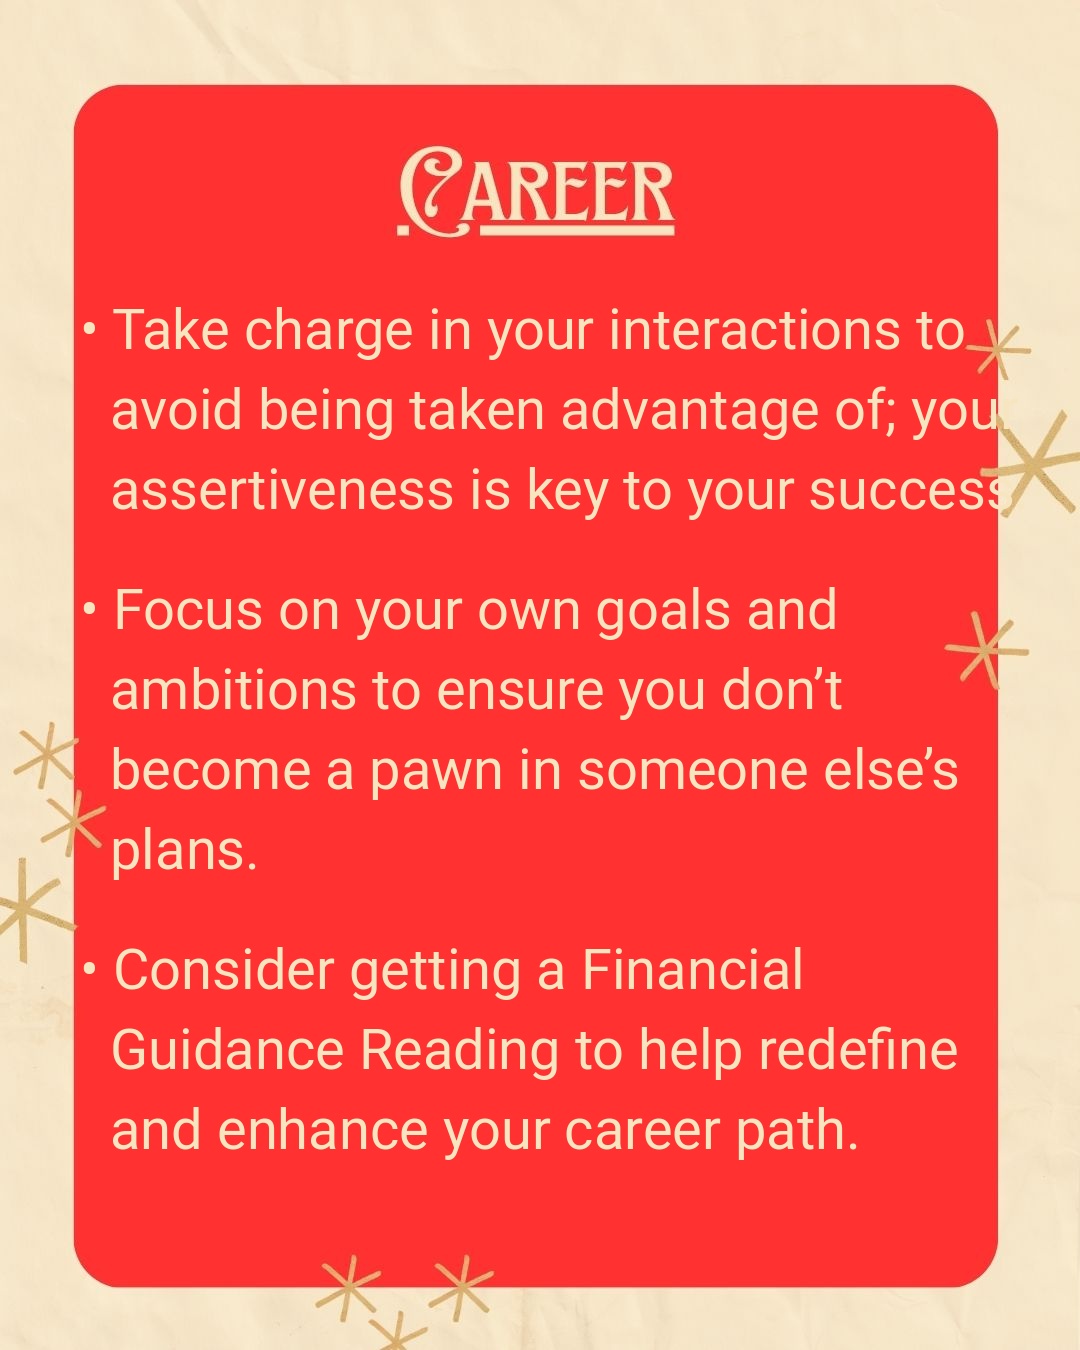 Career
• Take charge in your interactions to
avoid being taken advantage of; your
assertiveness is key to your success
• Focus on your own goals and
ambitions to ensure you don’t
become a pawn in someone else’s
plans.
• Consider getting a Financial
Guidance Reading to help redefine
and enhance your career path.